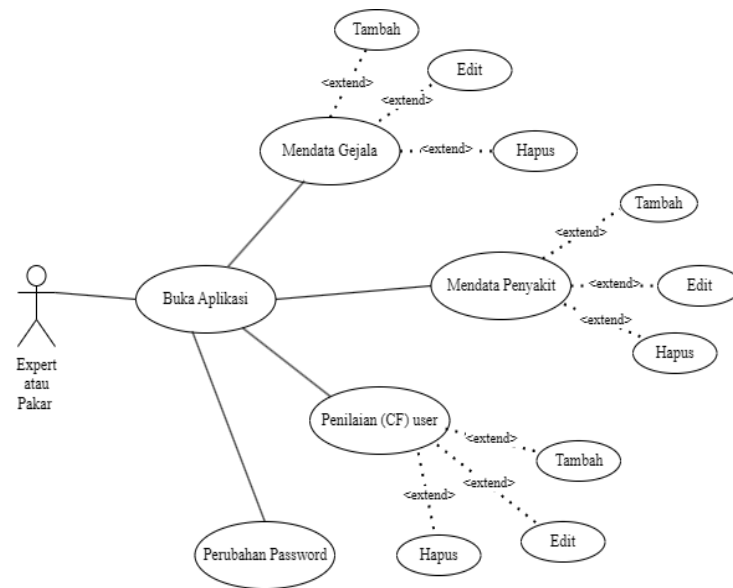 Tambah
<extend>
Edit
<extend>
Mendata Gejala
<extend>
Hapus
Tambah
<extend>
Buka Aplikasi
Mendata Penyakit
<extend>
Edit
<extend>
Hapus
Expert
atau
Pakar
Penilaian (CF) user
<extend>
Tambah
<extend>
<extend>
Perubahan Password
Hapus
Edit